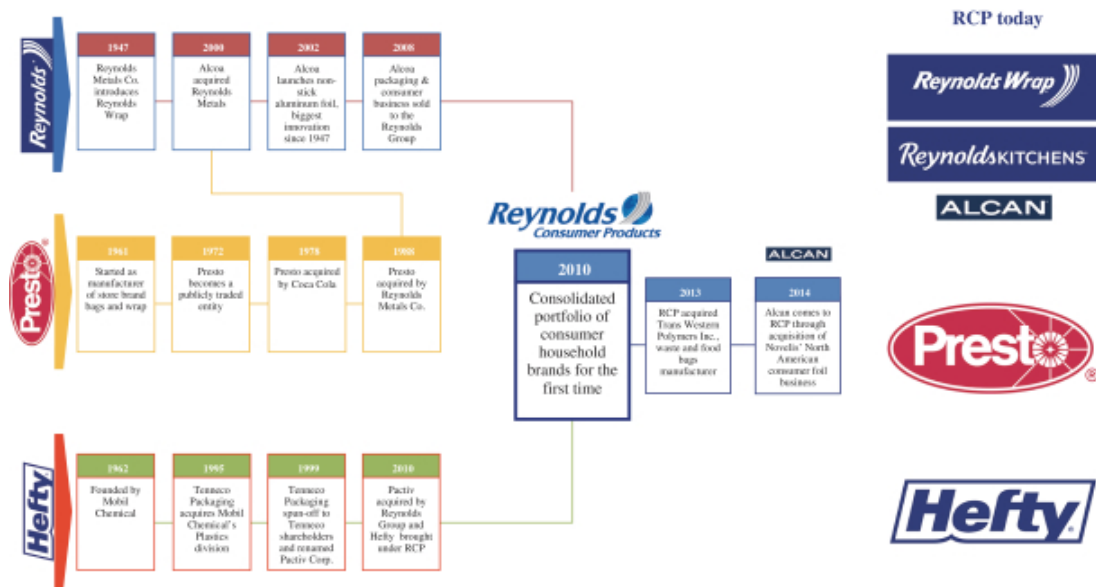 RCP today
Reynolds
1947
Reynolds
Metals Co.
introduces
Reynolds
Wrap
2000
Alcoa
acquired
Reynolds
Metals
2002
Alcoa
launches non-
stick
aluminum foil,
biggest
innovation
since 1947
2008
Alcoa
packaging &
consumer
business sold
to the
Reynolds
Group
Reynolds Wrap
Reynolds KITCHENS
ALCAN
Presto®
1961
Started as
manufacturer
of store brand
bags and wrap
1972
Presto
becomes a
publicly traded
entity
1978
Presto acquired
by Coca Cola
1988
Presto
acquired by
Reynolds
Metals Co.
Reynolds
Consumer Products
2010
Consolidated
portfolio of
consumer
household
brands for the
first time
2013
RCP acquired
Trans Western
Polymers Inc.,
waste and food
bags
manufacturer
ALCAN
2014
Alcan comes to
RCP through
acquisition of
Novelis' North
American
consumer foil
business
Presto®
Hefty
1962
Founded by
Mobil
Chemical
1995
Tenneco
Packaging
acquires Mobil
Chemical's
Plastics
division
1999
Tenneco
Packaging
spun-off to
Tenneco
shareholders
and renamed
Pactiv Corp.
2010
Pactiv
acquired by
Reynolds
Group and
Hefty brought
under RCP
Hefty